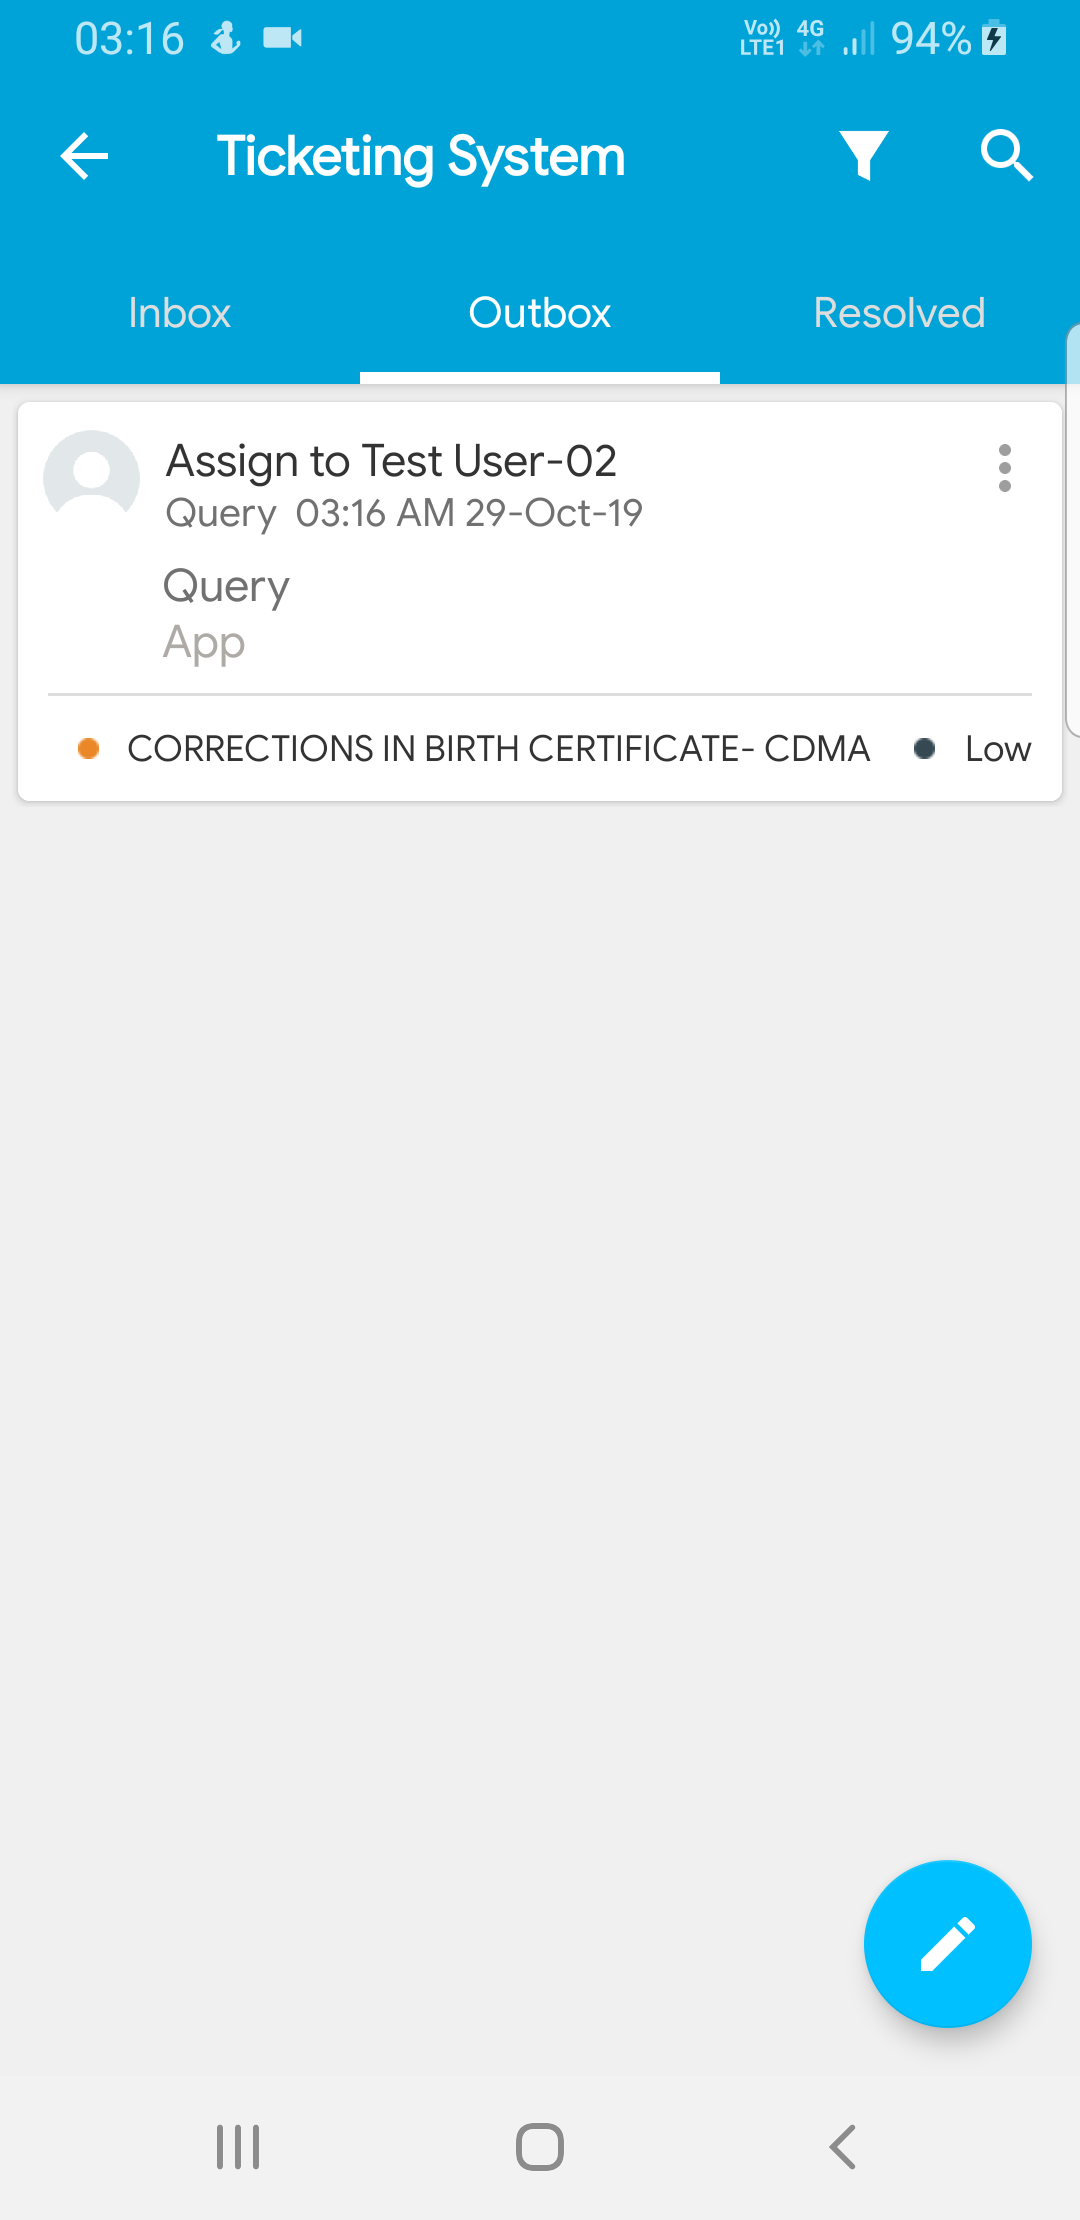 03:16 Vo)) LTE1 4G 94%
Ticketing System
Inbox Outbox Resolved
Assign to Test User-02
Query 03:16 AM 29-Oct-19
Query
App
CORRECTIONS IN BIRTH CERTIFICATE- CDMA Low